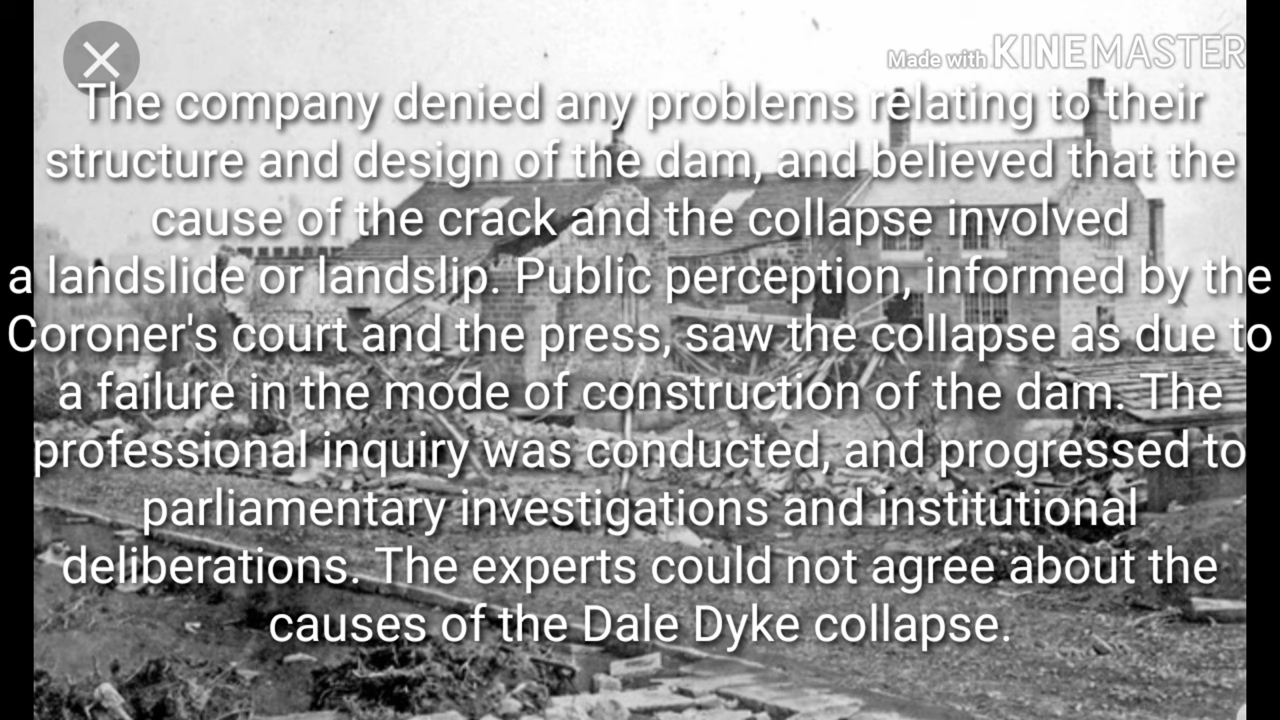 Made with KINEMASTER
The company denied any problems relating to their
structure and design of the dam, and believed that the
cause of the crack and the collapse involved
a landslide or landslip. Public perception, informed by the
Coroner's court and the press, saw the collapse as due to
a failure in the mode of construction of the dam. The
professional inquiry was conducted, and progressed to
parliamentary investigations and institutional
deliberations. The experts could not agree about the
causes of the Dale Dyke collapse.